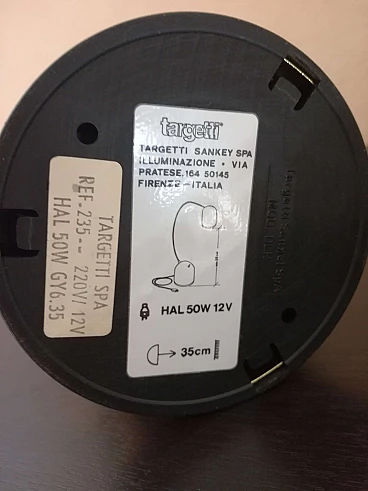 targetti
TARGETTI SANKEY SPA
ILLUMINAZIONE • VIA
PRATESE,164 50145
FIRENZE-ITALIA
HAL 50W 12V
35cm
TARGETTI SPA
REF-235-- 220V/12V
HAL 50W GY6.35